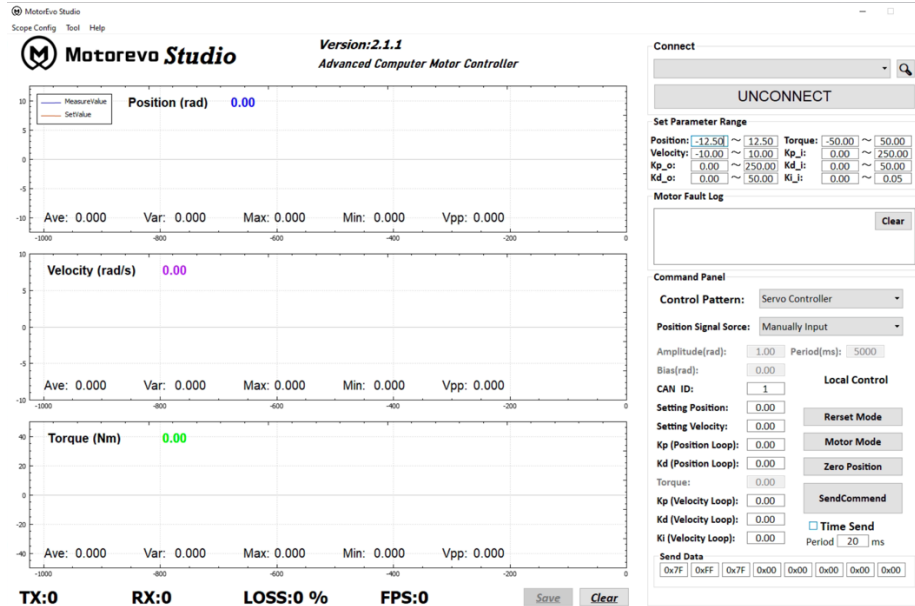 MotorEvo Studio
Scope Config Tool Help
Motorevo Studio
Version:2.1.1
Advanced Computer Motor Controller
MeasureValue
SetValue
Position (rad) 0.00
10
5
0
-5
-10
Ave: 0.000 Var: 0.000 Max: 0.000 Min: 0.000 Vpp: 0.000
-1000 -800 -600 -400 -200 0
Velocity (rad/s) 0.00
10
5
0
-5
-10
Ave: 0.000 Var: 0.000 Max: 0.000 Min: 0.000 Vpp: 0.000
-1000 -800 -600 -400 -200 0
Torque (Nm) 0.00
40
20
0
-20
-40
Ave: 0.000 Var: 0.000 Max: 0.000 Min: 0.000 Vpp: 0.000
-1000 -800 -600 -400 -200 0
TX:0 RX:0 LOSS:0 % FPS:0 Save Clear
Connect
UNCONNECT
Set Parameter Range
Position: -12.50 ~ 12.50 Torque: -50.00 ~ 50.00
Velocity: -10.00 ~ 10.00 Kp_i: 0.00 ~ 250.00
Kp_o: 0.00 ~ 250.00 Kd_i: 0.00 ~ 50.00
Kd_o: 0.00 ~ 50.00 Ki_i: 0.00 ~ 0.05
Motor Fault Log
Clear
Command Panel
Control Pattern: Servo Controller
Position Signal Sorce: Manually Input
Amplitude(rad): 1.00 Period(ms): 5000
Bias(rad): 0.00
CAN ID: 1
Local Control
Setting Position: 0.00
Setting Velocity: 0.00
Kp (Position Loop): 0.00
Kd (Position Loop): 0.00
Torque: 0.00
Kp (Velocity Loop): 0.00
Kd (Velocity Loop): 0.00
Ki (Velocity Loop): 0.00
Rerset Mode
Motor Mode
Zero Position
SendCommend
Time Send
Period 20 ms
Send Data
0x7F 0xFF 0x7F 0x00 0x00 0x00 0x00 0x00